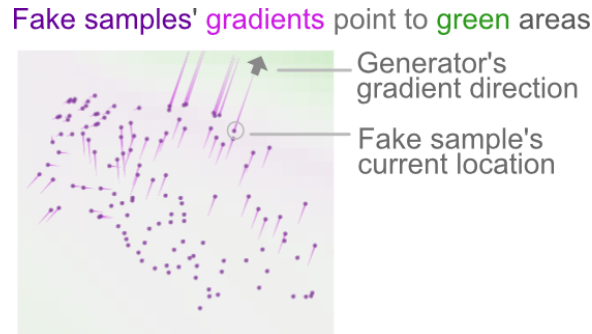 Fake samples' gradients point to green areas
Generator's
gradient direction
Fake sample's
current location